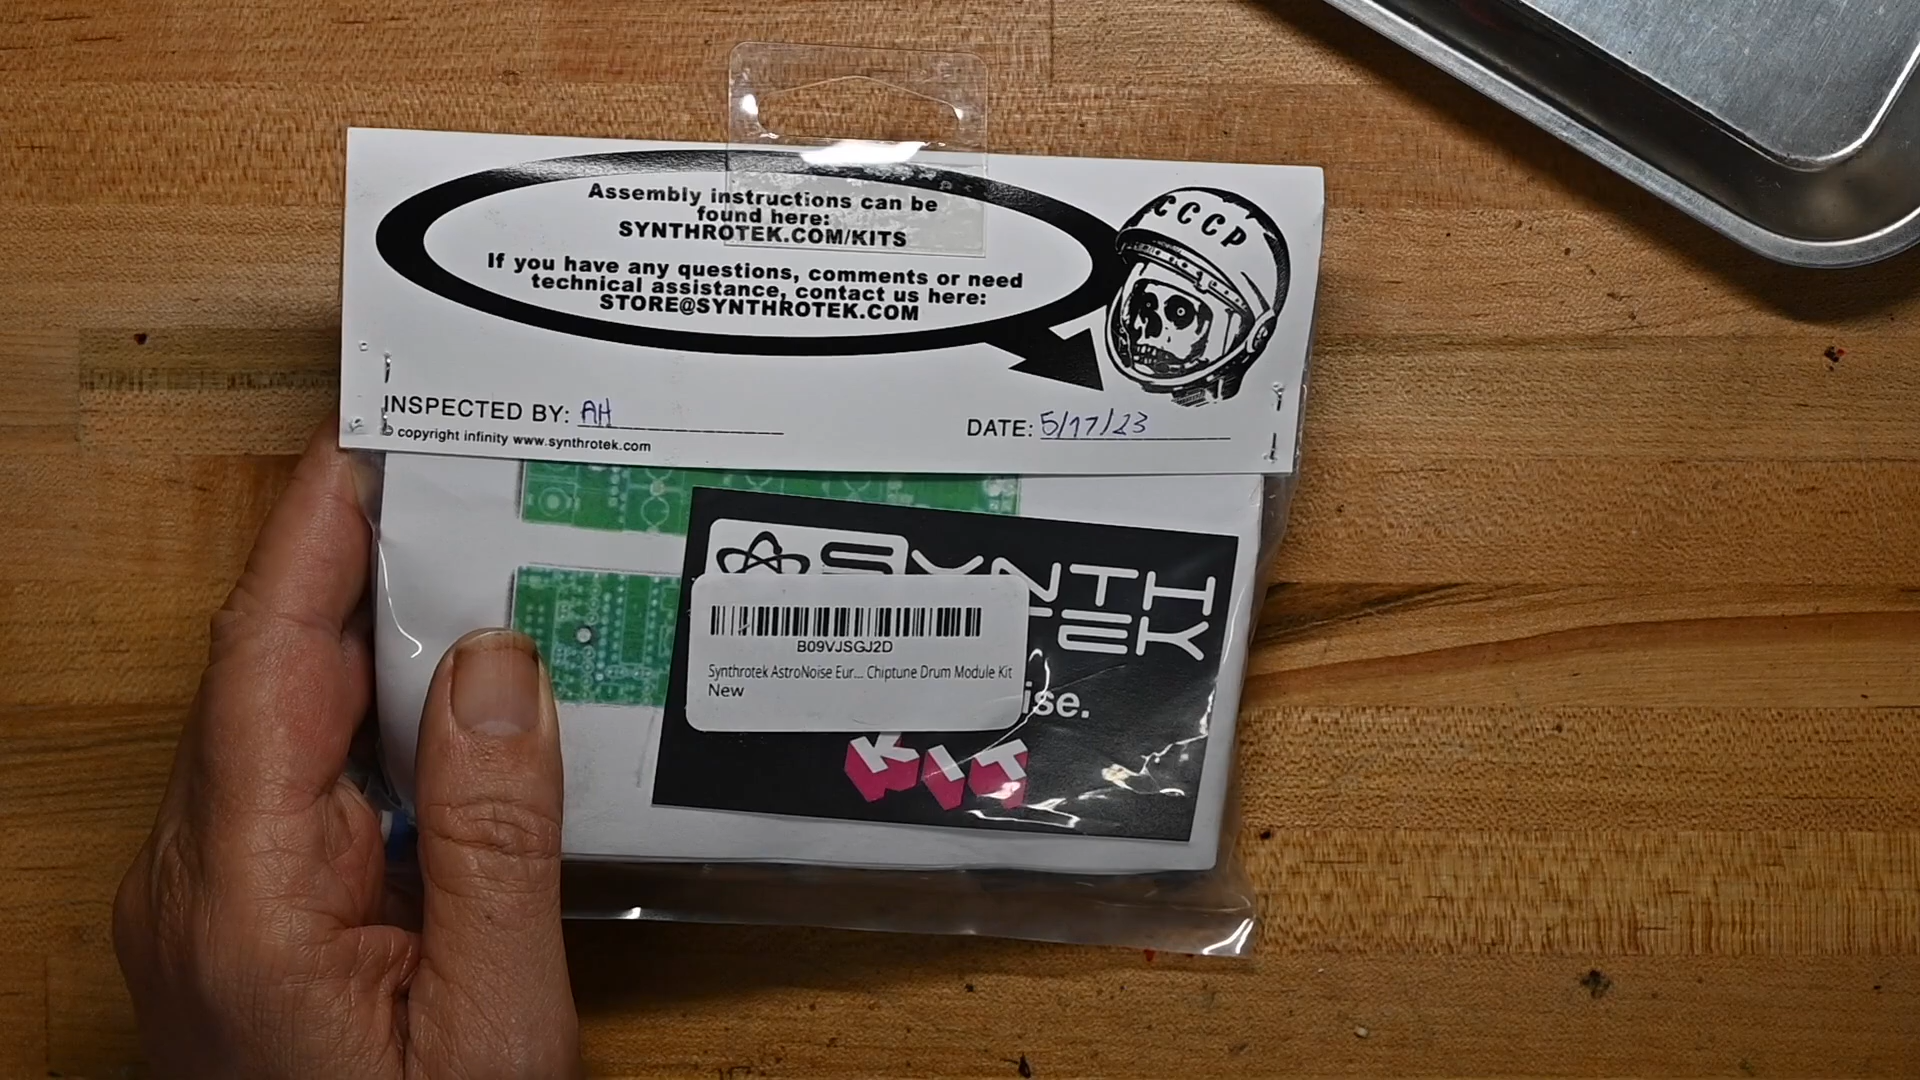 Assembly instructions can be
found here:
SYNTHROTEK.COM/KITS
If you have any questions, comments or need
technical assistance, contact us here:
STORE@SYNTHROTEK.COM
CCCP
INSPECTED BY: AH
DATE: 5/17/23
© copyright infinity www.synthrotek.com
SYNTH
TEK
B09VJSGJ2D
Synthrotek AstroNoise Eur... Chiptune Drum Module Kit
New
ise.
KIT